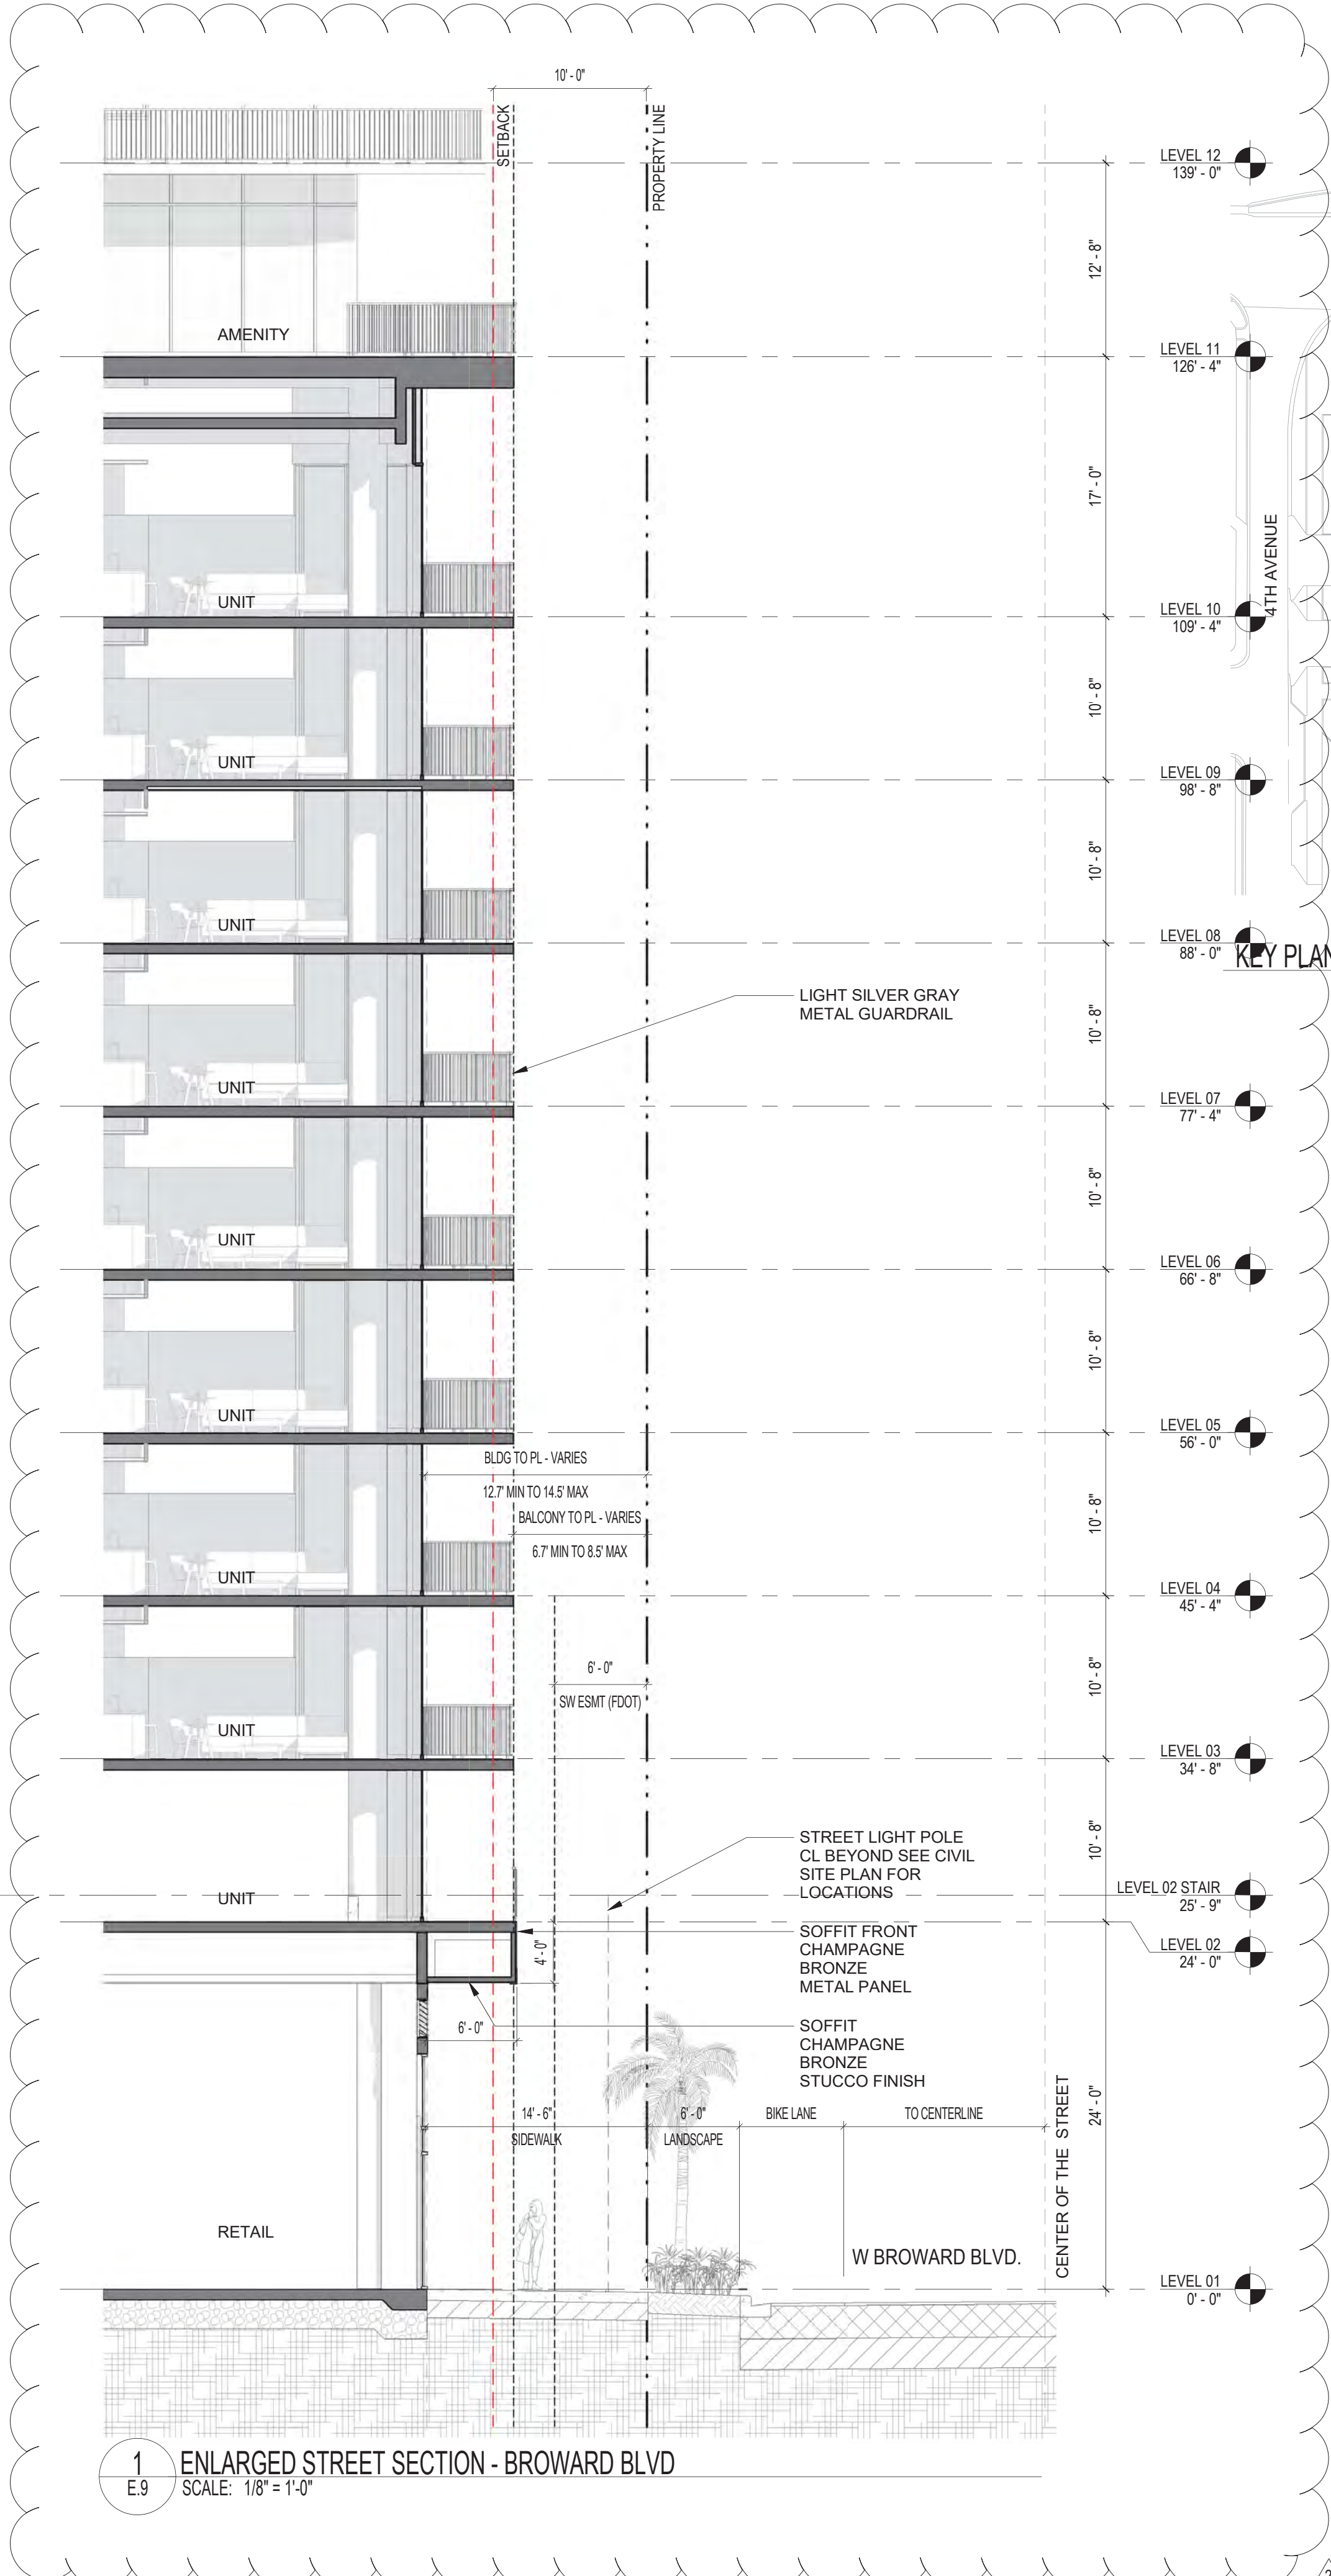 10' - 0"
SETBACK
PROPERTY LINE
LEVEL 12
139' - 0"
12' - 8"
AMENITY
LEVEL 11
126' - 4"
17' - 0"
4TH AVENUE
UNIT
LEVEL 10
109' - 4"
10' - 8"
UNIT
LEVEL 09
98' - 8"
10' - 8"
UNIT
LEVEL 08
88' - 0"
KEY PLAN
LIGHT SILVER GRAY
METAL GUARDRAIL
10' - 8"
UNIT
LEVEL 07
77' - 4"
10' - 8"
UNIT
LEVEL 06
66' - 8"
10' - 8"
UNIT
LEVEL 05
56' - 0"
BLDG TO PL - VARIES
12.7' MIN TO 14.5' MAX
BALCONY TO PL - VARIES
6.7' MIN TO 8.5' MAX
10' - 8"
UNIT
LEVEL 04
45' - 4"
6' - 0"
SW ESMT (FDOT)
10' - 8"
UNIT
LEVEL 03
34' - 8"
STREET LIGHT POLE
CL BEYOND SEE CIVIL
SITE PLAN FOR
LOCATIONS
10' - 8"
UNIT
LEVEL 02 STAIR
25' - 9"
SOFFIT FRONT
CHAMPAGNE
BRONZE
METAL PANEL
4' - 0"
LEVEL 02
24' - 0"
6' - 0"
SOFFIT
CHAMPAGNE
BRONZE
STUCCO FINISH
14' - 6"
SIDEWALK
6' - 0"
LANDSCAPE
BIKE LANE
TO CENTERLINE
CENTER OF THE STREET
24' - 0"
RETAIL
W BROWARD BLVD.
LEVEL 01
0' - 0"
1
E.9
ENLARGED STREET SECTION - BROWARD BLVD
SCALE: 1/8" = 1'-0"